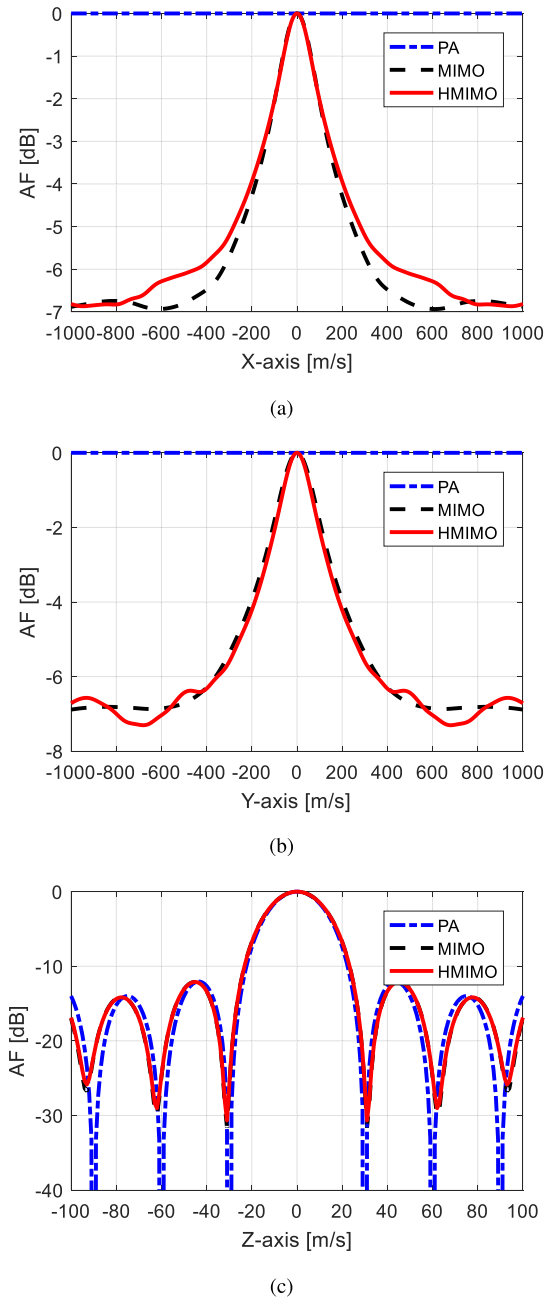 0
-1
-2
-3
-4
-5
-6
-7
AF [dB]
PA
MIMO
HMIMO
-1000 -800 -600 -400 -200 0 200 400 600 800 1000
X-axis [m/s]
(a)
0
-2
-4
-6
-8
AF [dB]
PA
MIMO
HMIMO
-1000 -800 -600 -400 -200 0 200 400 600 800 1000
Y-axis [m/s]
(b)
0
-10
-20
-30
-40
AF [dB]
PA
MIMO
HMIMO
-100 -80 -60 -40 -20 0 20 40 60 80 100
Z-axis [m/s]
(c)